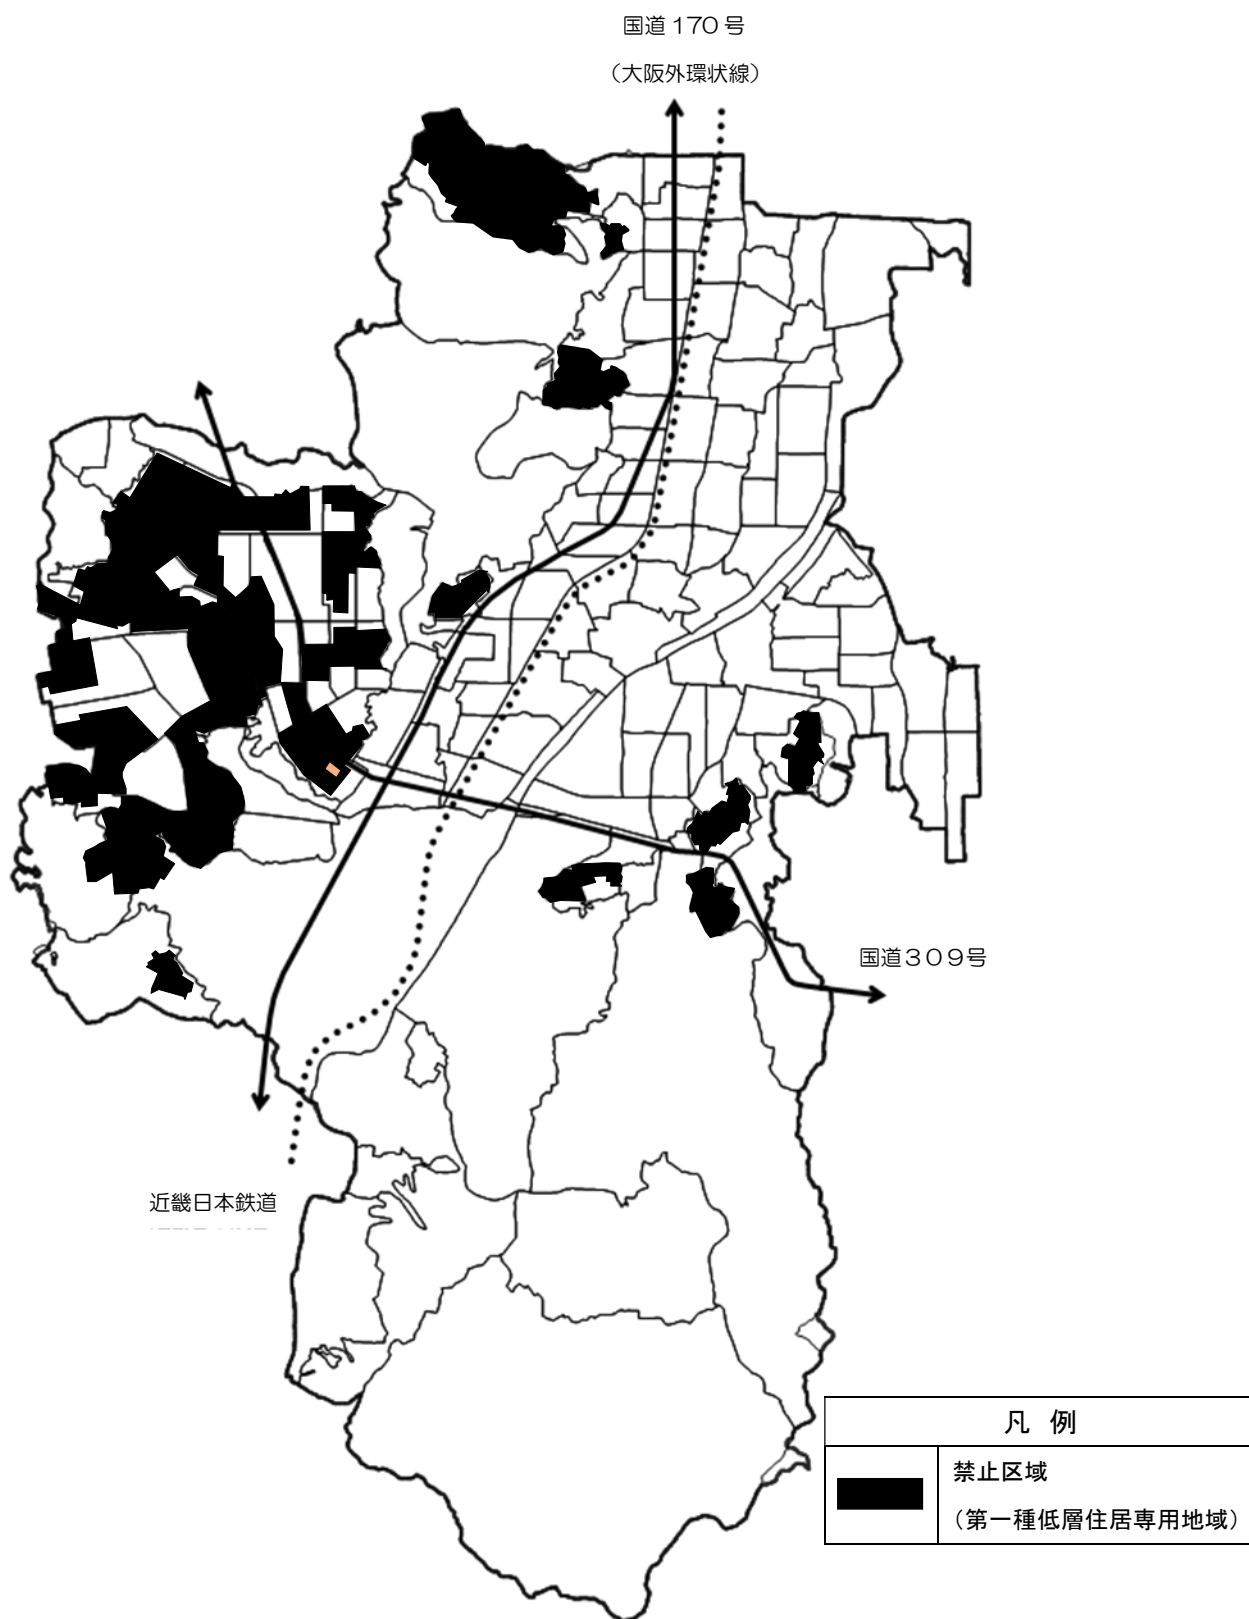 国道170号
（大阪外環状線）
国道309号
近畿日本鉄道
凡 例
禁止区域
（第一種低層住居専用地域）